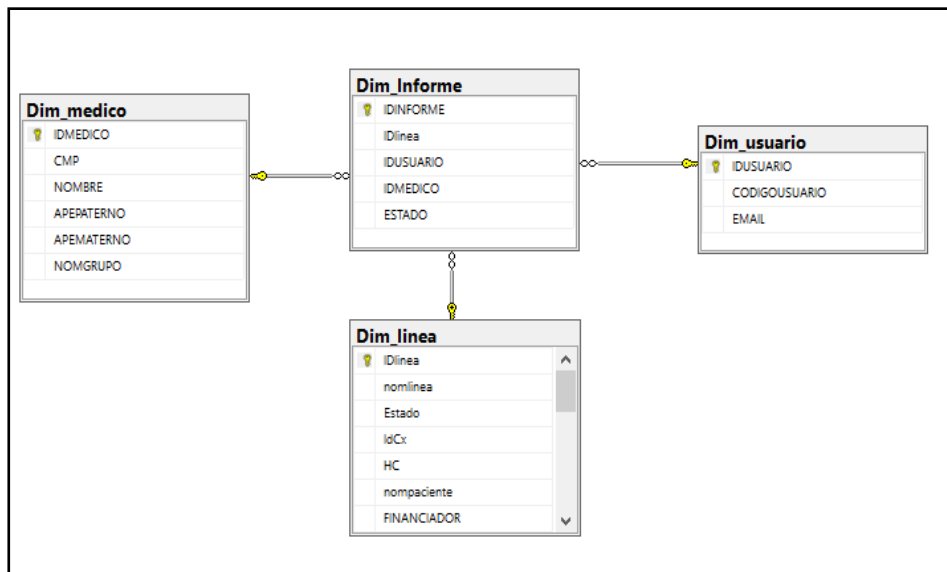 Dim_medico
IDMEDICO
CMP
NOMBRE
APEPATERNO
APEMATERNO
NOMGRUPO
Dim_Informe
IDINFORME
IDlinea
IDUSUARIO
IDMEDICO
ESTADO
Dim_usuario
IDUSUARIO
CODIGOUSUARIO
EMAIL
Dim_linea
IDlinea
nomlinea
Estado
IdCx
HC
nompaciente
FINANCIADOR